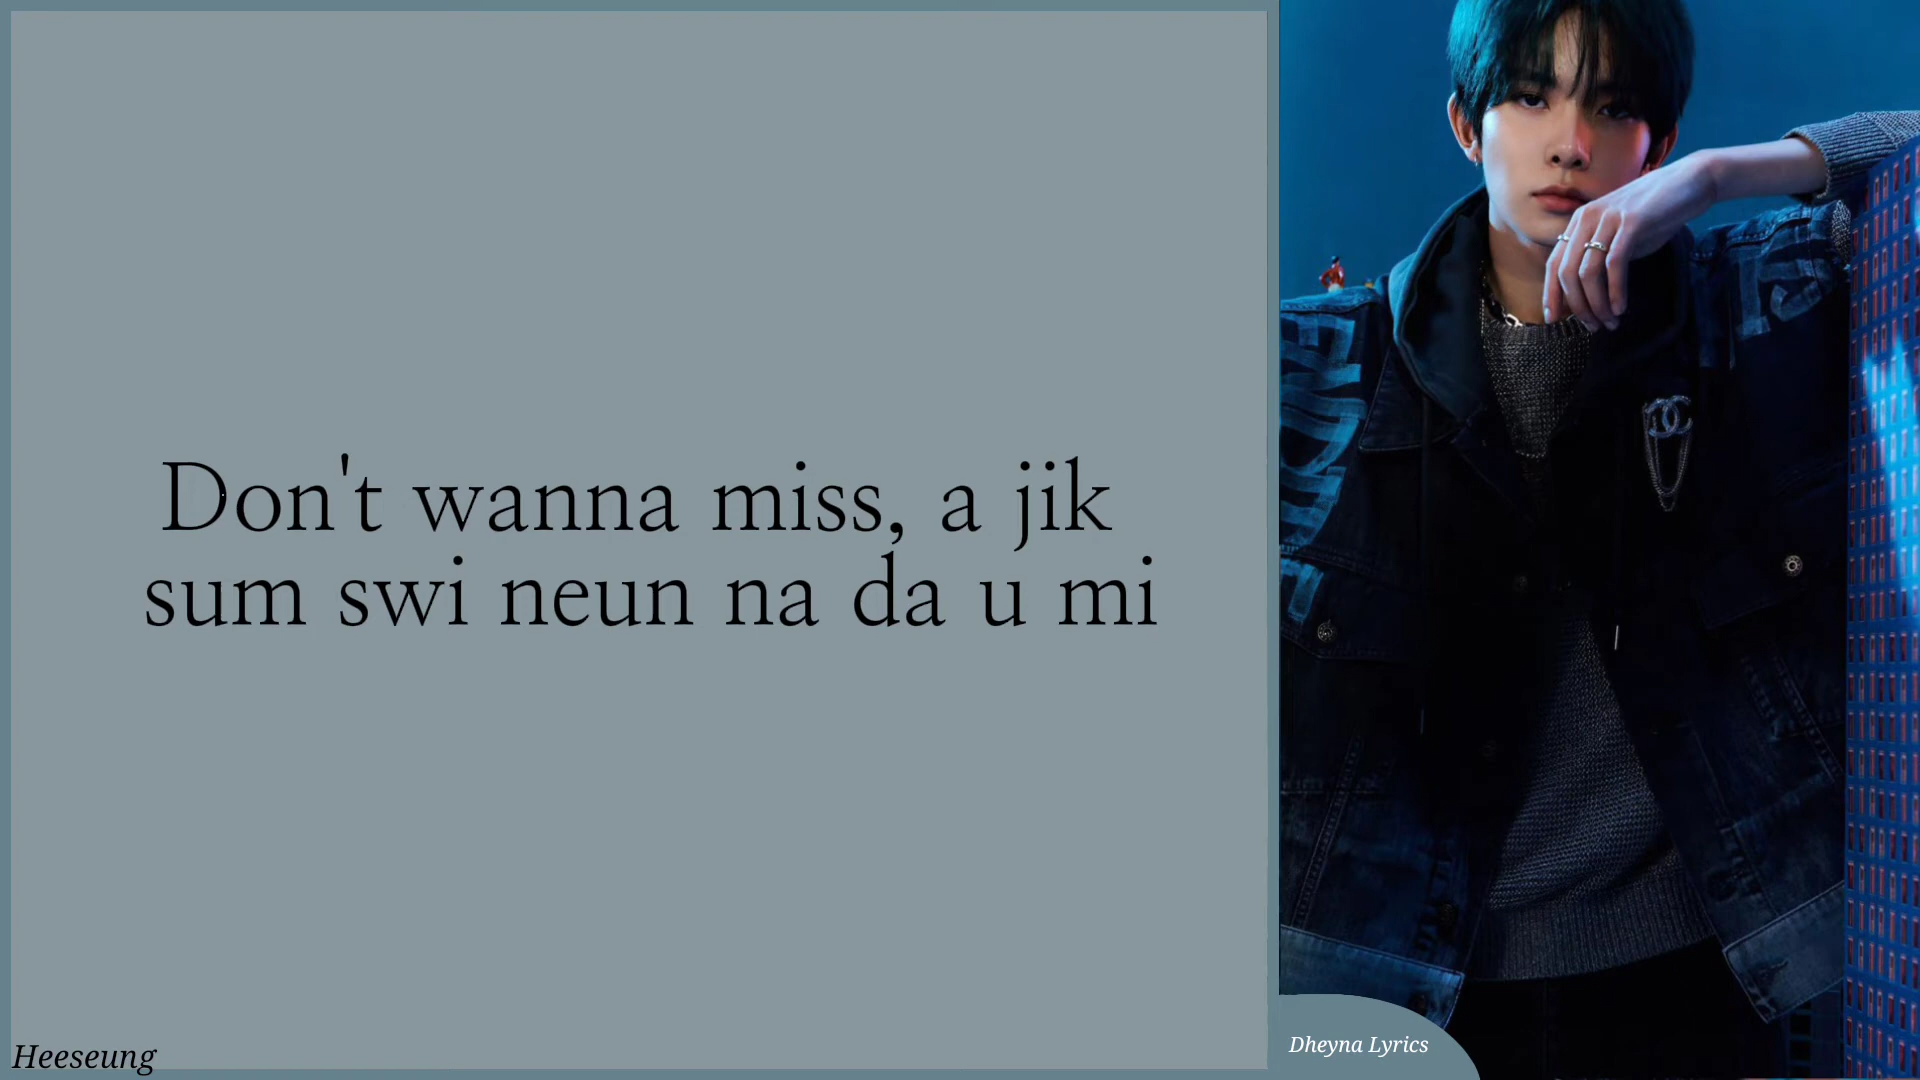 Don't wanna miss, a jik
sum swi neun na da u mi
Heeseung
Dheyna Lyrics